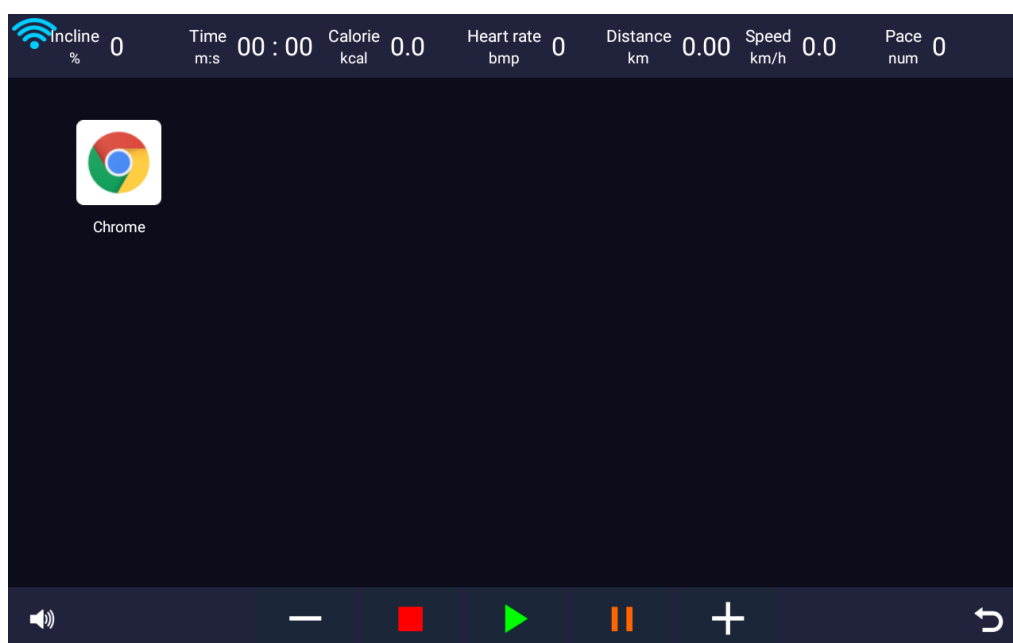 Incline % 0
Time m:s 00 : 00
Calorie kcal 0.0
Heart rate bmp 0
Distance km 0.00
Speed km/h 0.0
Pace num 0
Chrome